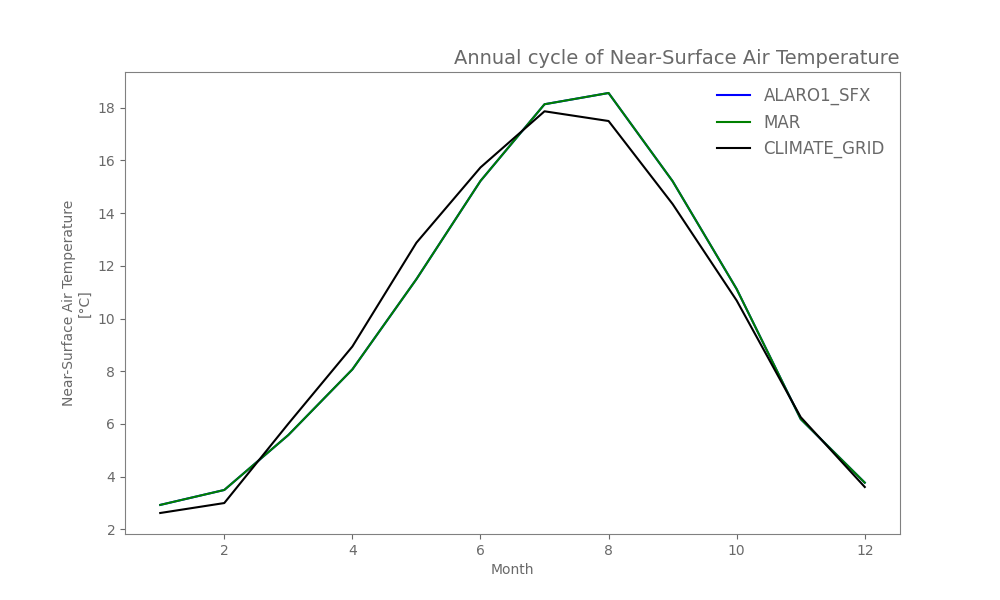 Annual cycle of Near-Surface Air Temperature
ALARO1_SFX
MAR
CLIMATE_GRID
Near-Surface Air Temperature
[°C]
18
16
14
12
10
8
6
4
2
2 4 6 8 10 12
Month